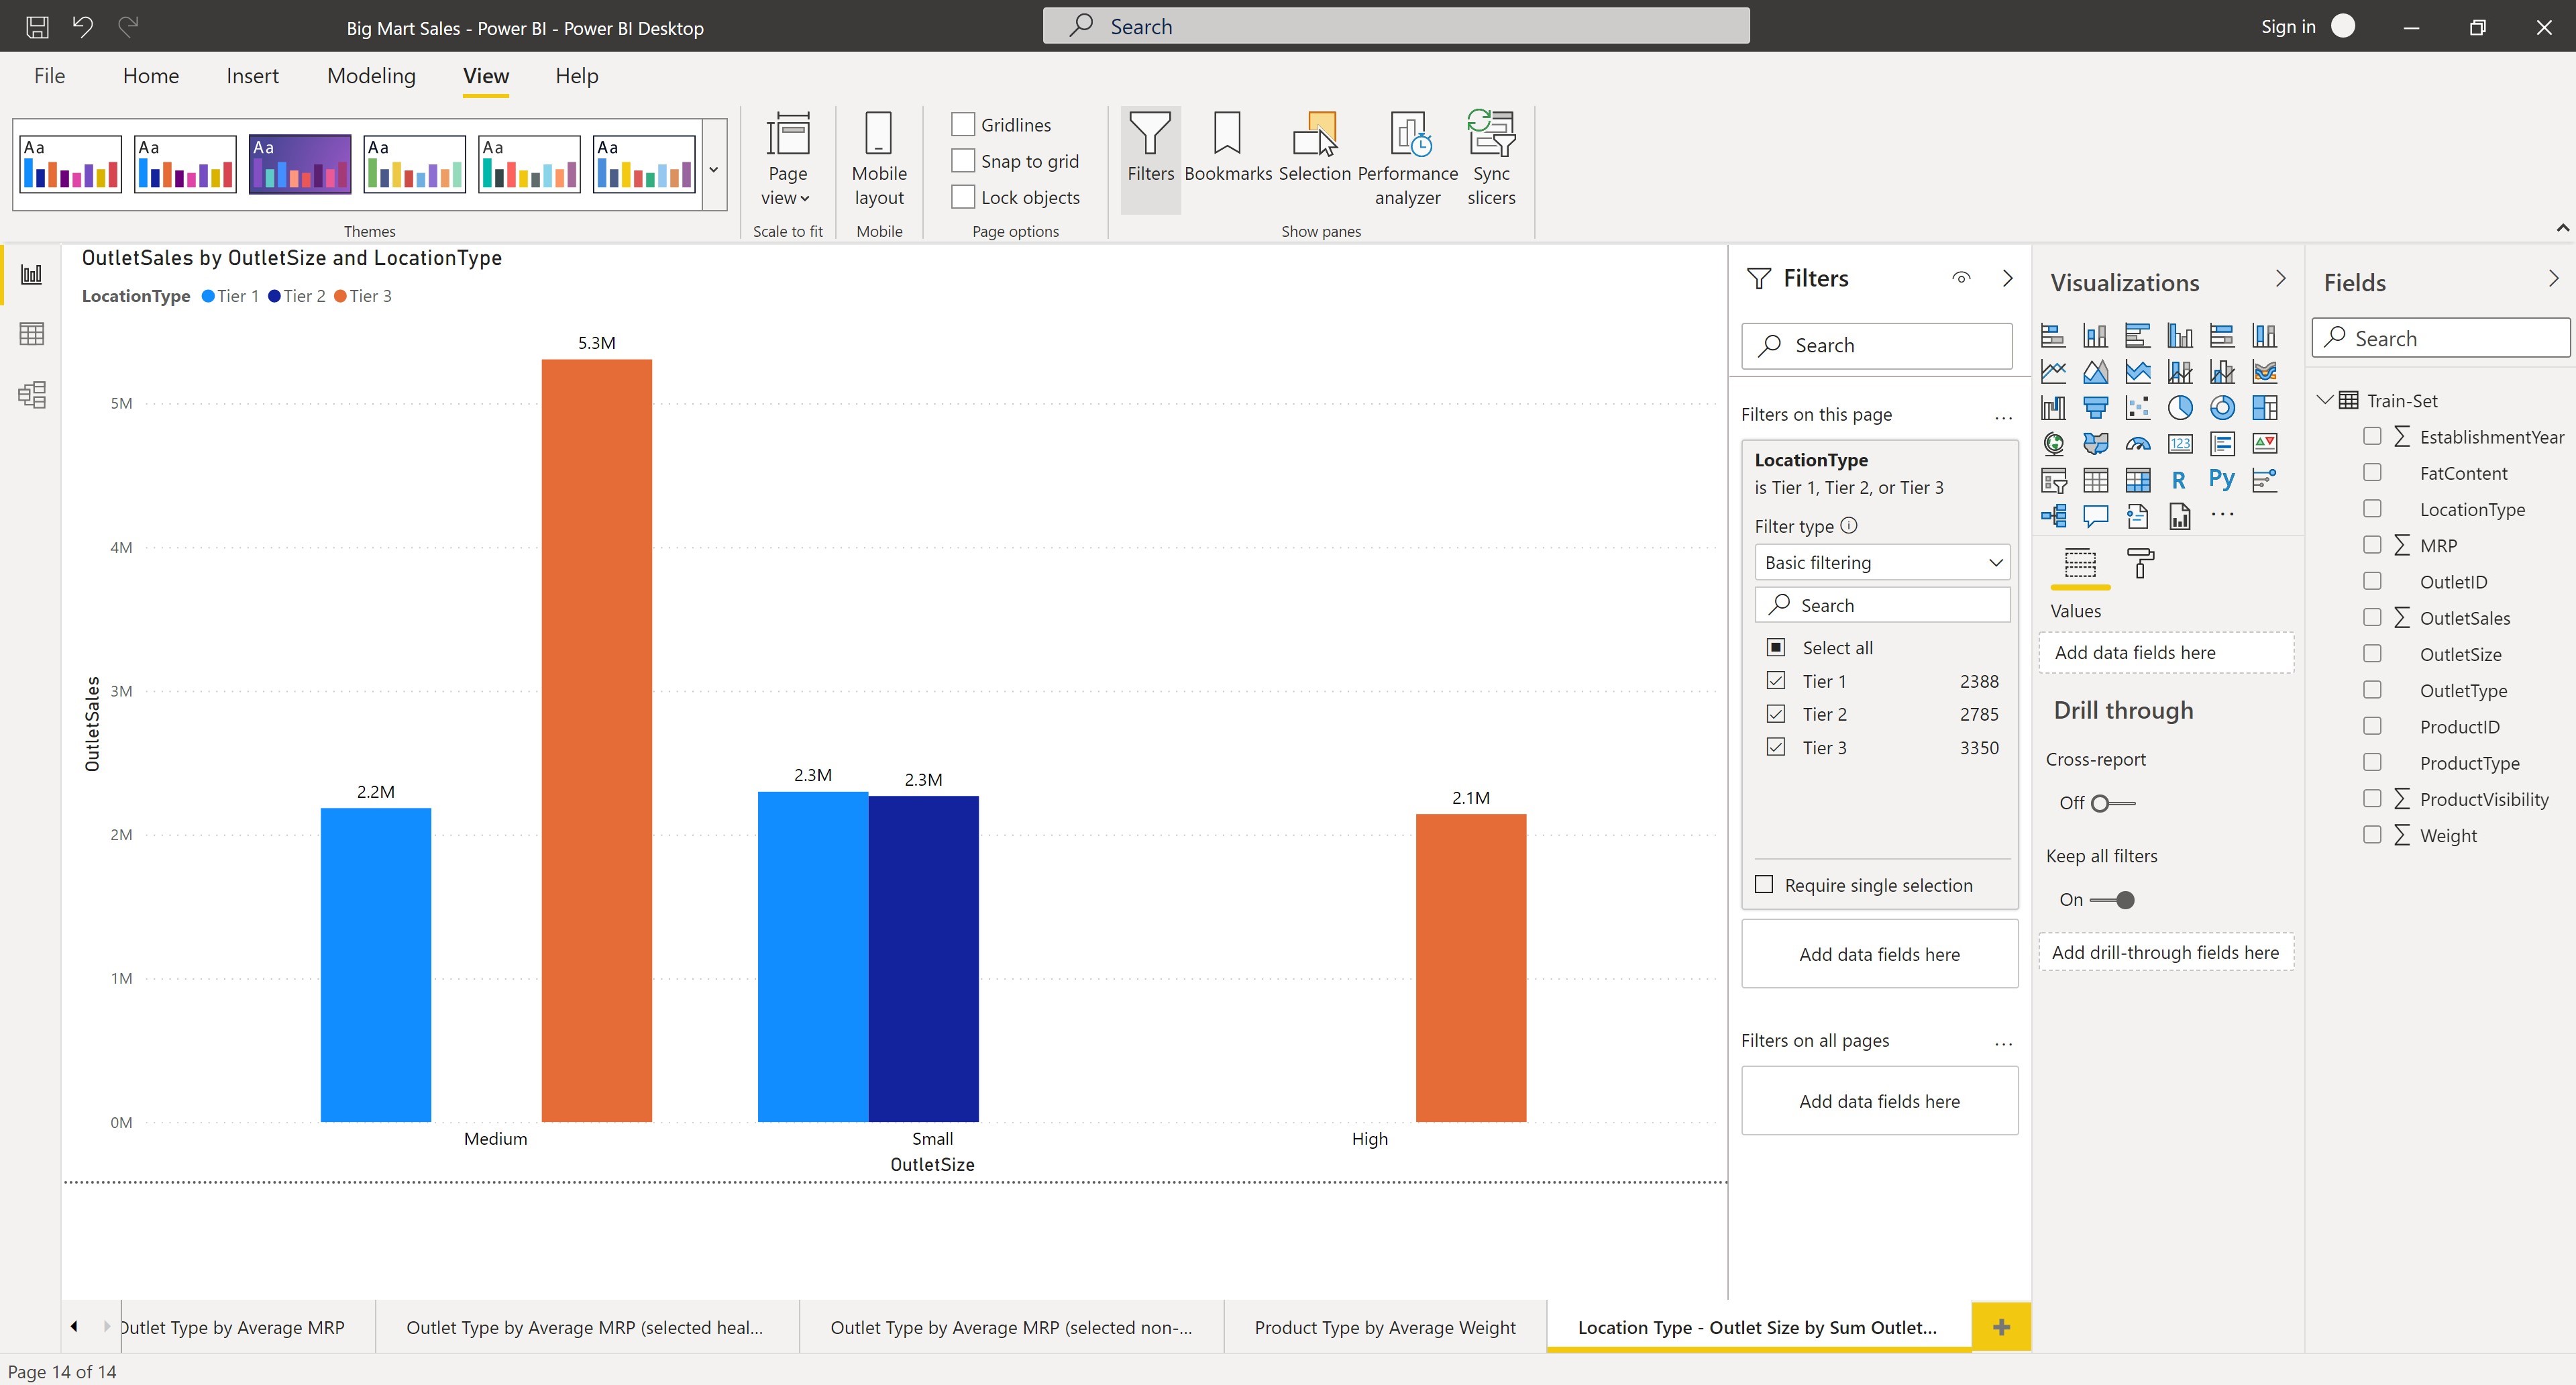 Big Mart Sales - Power BI - Power BI Desktop
Search
Sign in
File
Home
Insert
Modeling
View
Help
Aa
Aa
Aa
Aa
Aa
Aa
Themes
Page view
Scale to fit
Mobile layout
Mobile
Gridlines
Snap to grid
Lock objects
Page options
Filters
Bookmarks
Selection
Performance analyzer
Sync slicers
Show panes
OutletSales by OutletSize and LocationType
LocationType Tier 1 Tier 2 Tier 3
5M
4M
3M
2M
1M
0M
OutletSales
2.2M
5.3M
2.3M
2.3M
2.1M
Medium
Small
High
OutletSize
Filters
Search
Filters on this page
...
LocationType
is Tier 1, Tier 2, or Tier 3
Filter type
Basic filtering
Search
Select all
Tier 1 2388
Tier 2 2785
Tier 3 3350
Require single selection
Add data fields here
Filters on all pages
...
Add data fields here
Visualizations
123
R
Py
...
Values
Add data fields here
Drill through
Cross-report
Off
Keep all filters
On
Add drill-through fields here
Fields
Search
Train-Set
Σ EstablishmentYear
FatContent
LocationType
Σ MRP
OutletID
Σ OutletSales
OutletSize
OutletType
ProductID
ProductType
Σ ProductVisibility
Σ Weight
Outlet Type by Average MRP
Outlet Type by Average MRP (selected heal...
Outlet Type by Average MRP (selected non-...
Product Type by Average Weight
Location Type - Outlet Size by Sum Outlet...
Page 14 of 14